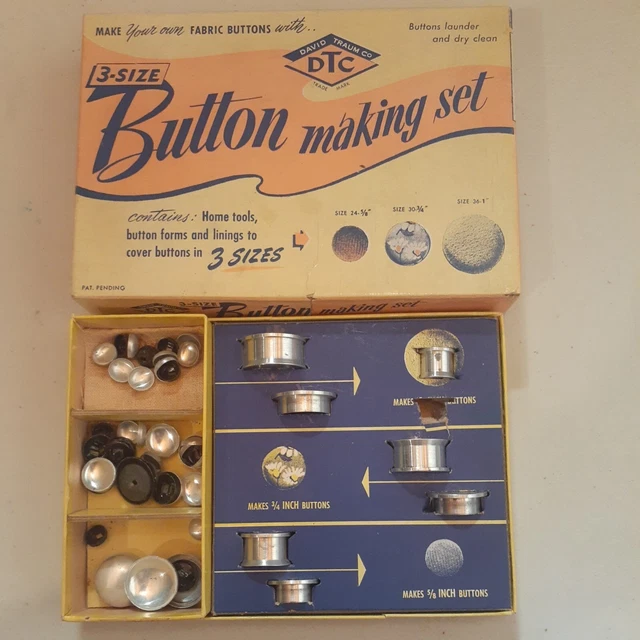 MAKE Your own FABRIC BUTTONS with..
Buttons launder
and dry clean
DAVID TRAUM CO
DTC
TRADE MARK
3-SIZE
Button making set
contains: Home tools,
button forms and linings to
cover buttons in 3 SIZES
SIZE 24-5/8"
SIZE 30-3/4"
SIZE 36-1"
PAT. PENDING
DTC
3-SIZE
Button making set
MAKES BUTTONS
MAKES 3/4 INCH BUTTONS
MAKES 5/8 INCH BUTTONS